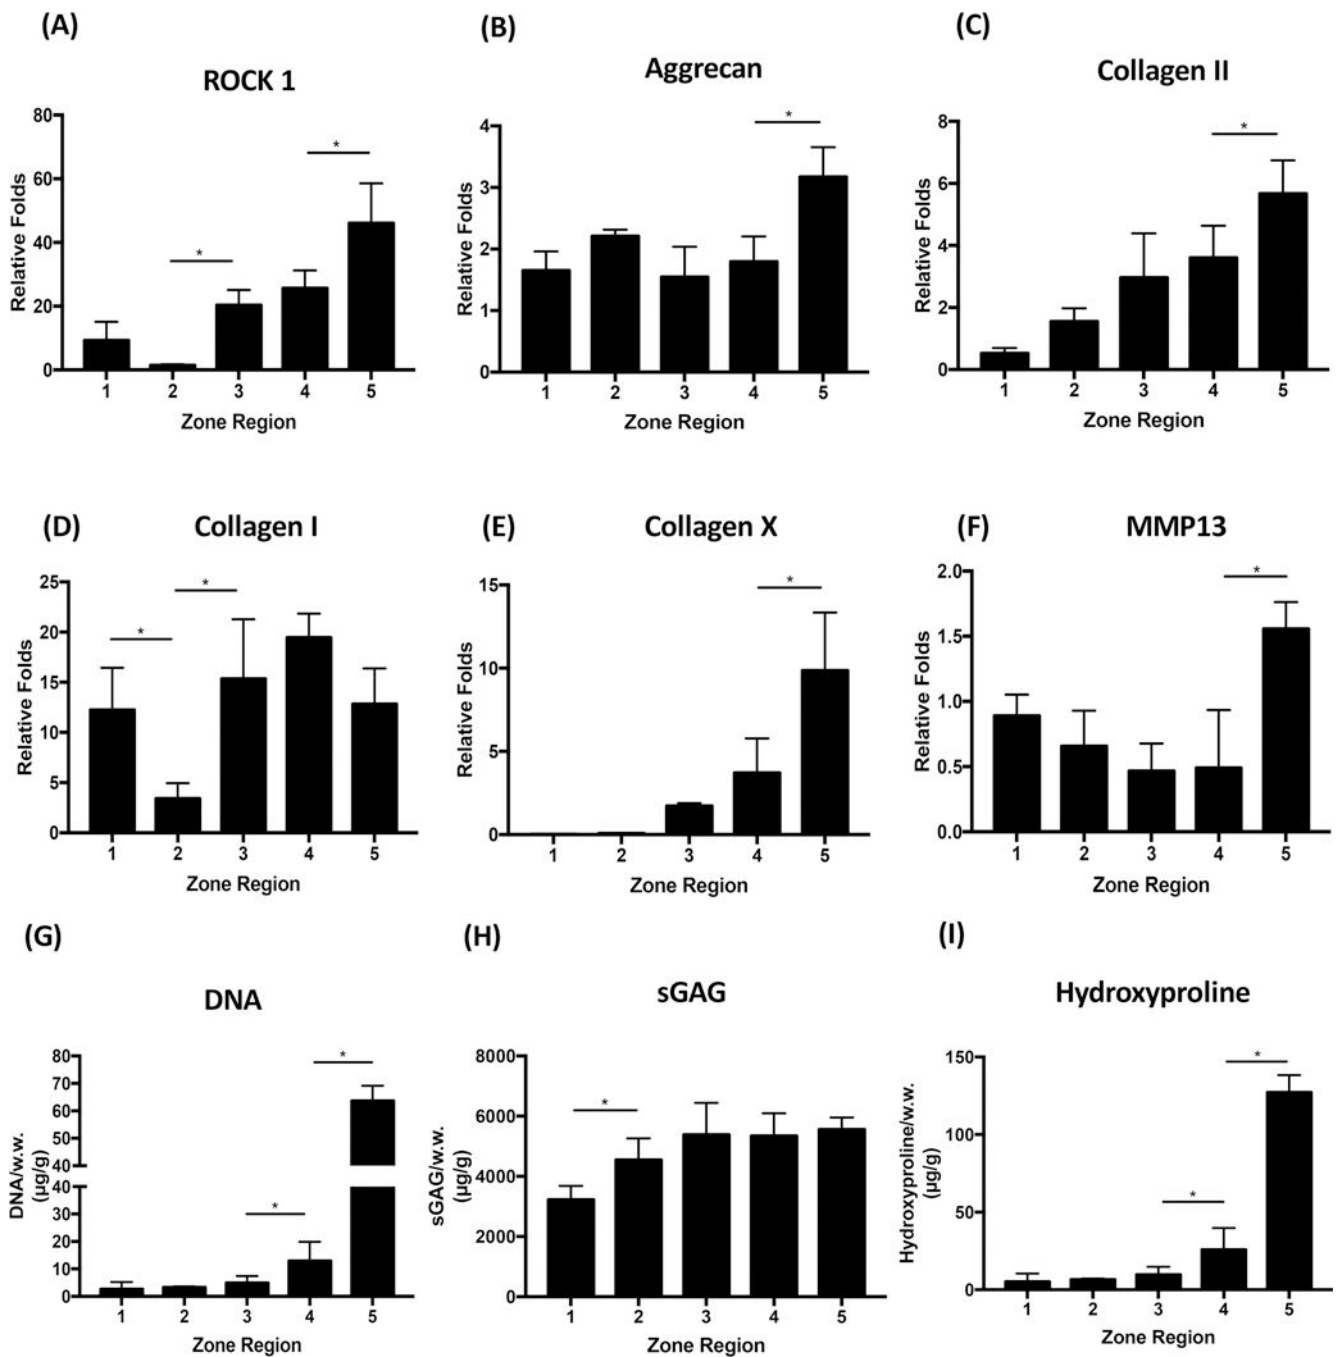 (A)
ROCK 1
80
60
40
20
0
Relative Folds
*
*
1 2 3 4 5
Zone Region
(B)
Aggrecan
4
3
2
1
0
Relative Folds
*
1 2 3 4 5
Zone Region
(C)
Collagen II
8
6
4
2
0
Relative Folds
*
1 2 3 4 5
Zone Region
(D)
Collagen I
25
20
15
10
5
0
Relative Folds
*
*
1 2 3 4 5
Zone Region
(E)
Collagen X
15
10
5
0
Relative Folds
*
1 2 3 4 5
Zone Region
(F)
MMP13
2.0
1.5
1.0
0.5
0.0
Relative Folds
*
1 2 3 4 5
Zone Region
(G)
DNA
80
70
60
50
40
40
30
20
10
0
DNA/w.w.
(μg/g)
*
*
1 2 3 4 5
Zone Region
(H)
sGAG
8000
6000
4000
2000
0
sGAG/w.w.
(μg/g)
*
1 2 3 4 5
Zone Region
(I)
Hydroxyproline
150
100
50
0
Hydroxyproline/w.w.
(μg/g)
*
*
1 2 3 4 5
Zone Region